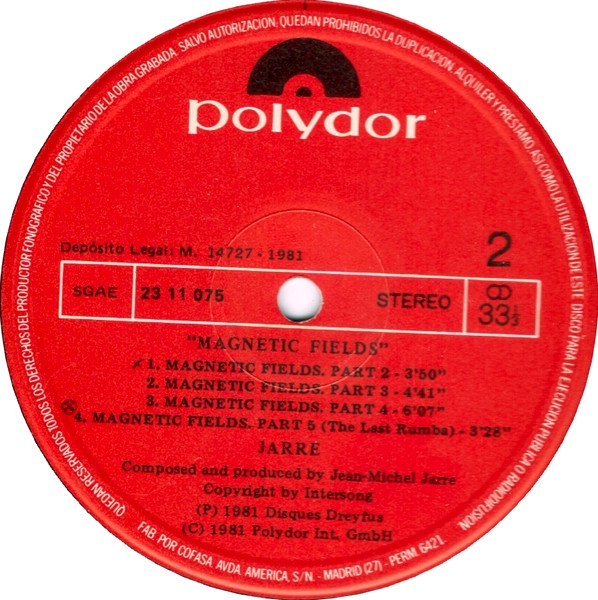 QUEDAN RESERVADOS TODOS LOS DERECHOS DEL PRODUCTOR FONOGRAFICO Y DEL PROPIETARIO DE LA OBRA GRABADA. SALVO AUTORIZACION: QUEDAN PROHIBIDOS LA DUPLICACION, ALQUILER Y PRESTAMO, ASI COMO LA UTILIZACION DE ESTE DISCO PARA LA EJECUCION PUBLICA O RADIODIFUSION.
polydor
Depósito Legal: M. 14727 - 1981
2
SGAE
23 11 075
STEREO
33⅓
"MAGNETIC FIELDS"
1. MAGNETIC FIELDS. PART 2 - 3'50"
2. MAGNETIC FIELDS. PART 3 - 4'41"
3. MAGNETIC FIELDS. PART 4 - 6'07"
4. MAGNETIC FIELDS. PART 5 (The Last Rumba) - 3'28"
JARRE
Composed and produced by Jean-Michel Jarre
Copyright by Intersong
(P) 1981 Disques Dreyfus
(C) 1981 Polydor Int. GmbH
FAB. POR COFASA. AVDA. AMERICA, S/N. - MADRID (27) - PERM. 6421.